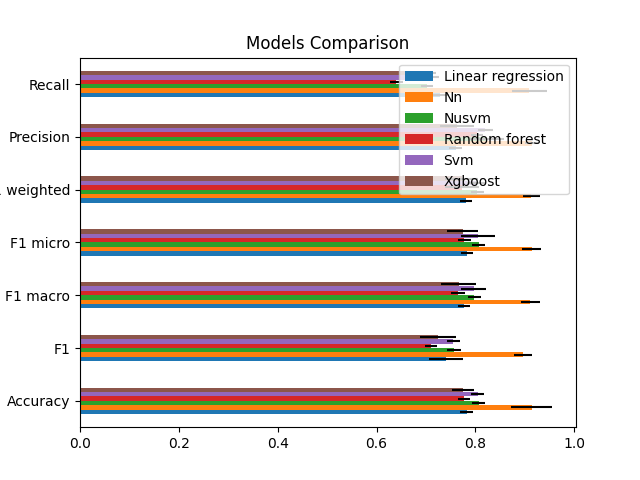 Models Comparison
Recall
Precision
weighted
F1 micro
F1 macro
F1
Accuracy
Linear regression
Nn
Nusvm
Random forest
Svm
Xgboost
0.0 0.2 0.4 0.6 0.8 1.0